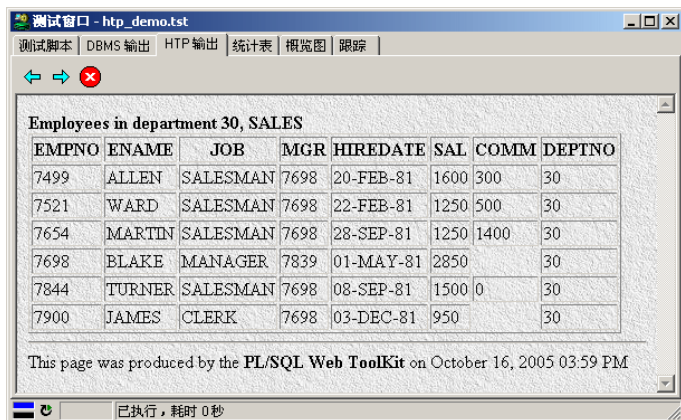 测试窗口 - htp_demo.tst
测试脚本 DBMS 输出 HTP 输出 统计表 概览图 跟踪
Employees in department 30, SALES
EMPNO ENAME JOB MGR HIREDATE SAL COMM DEPTNO
7499 ALLEN SALESMAN 7698 20-FEB-81 1600 300 30
7521 WARD SALESMAN 7698 22-FEB-81 1250 500 30
7654 MARTIN SALESMAN 7698 28-SEP-81 1250 1400 30
7698 BLAKE MANAGER 7839 01-MAY-81 2850 30
7844 TURNER SALESMAN 7698 08-SEP-81 1500 0 30
7900 JAMES CLERK 7698 03-DEC-81 950 30
This page was produced by the PL/SQL Web ToolKit on October 16, 2005 03:59 PM
已执行，耗时 0 秒